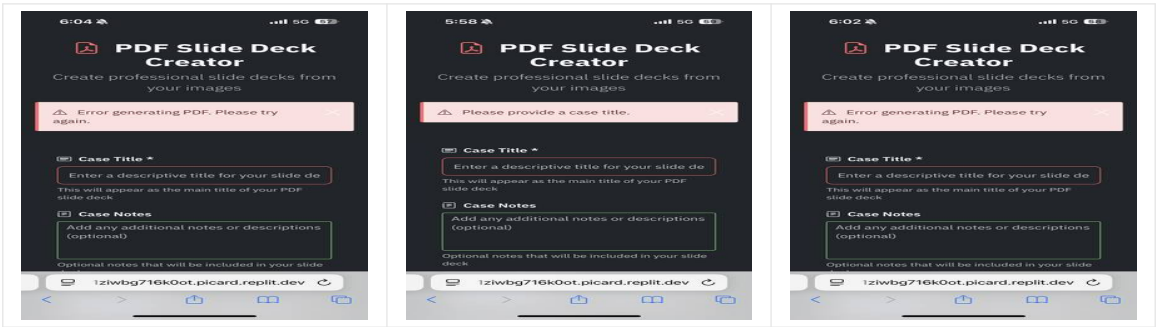 6:04
5G
PDF Slide Deck
Creator
Create professional slide decks from
your images
Error generating PDF. Please try
again.
Case Title *
Enter a descriptive title for your slide de
This will appear as the main title of your PDF
slide deck
Case Notes
Add any additional notes or descriptions
(optional)
Optional notes that will be included in your slide
1ziwbg716k0ot.picard.replit.dev
5:58
5G
PDF Slide Deck
Creator
Create professional slide decks from
your images
Please provide a case title.
Case Title *
Enter a descriptive title for your slide de
This will appear as the main title of your PDF
slide deck
Case Notes
Add any additional notes or descriptions
(optional)
Optional notes that will be included in your slide
deck
1ziwbg716k0ot.picard.replit.dev
6:02
5G
PDF Slide Deck
Creator
Create professional slide decks from
your images
Error generating PDF. Please try
again.
Case Title *
Enter a descriptive title for your slide de
This will appear as the main title of your PDF
slide deck
Case Notes
Add any additional notes or descriptions
(optional)
Optional notes that will be included in your slide
1ziwbg716k0ot.picard.replit.dev